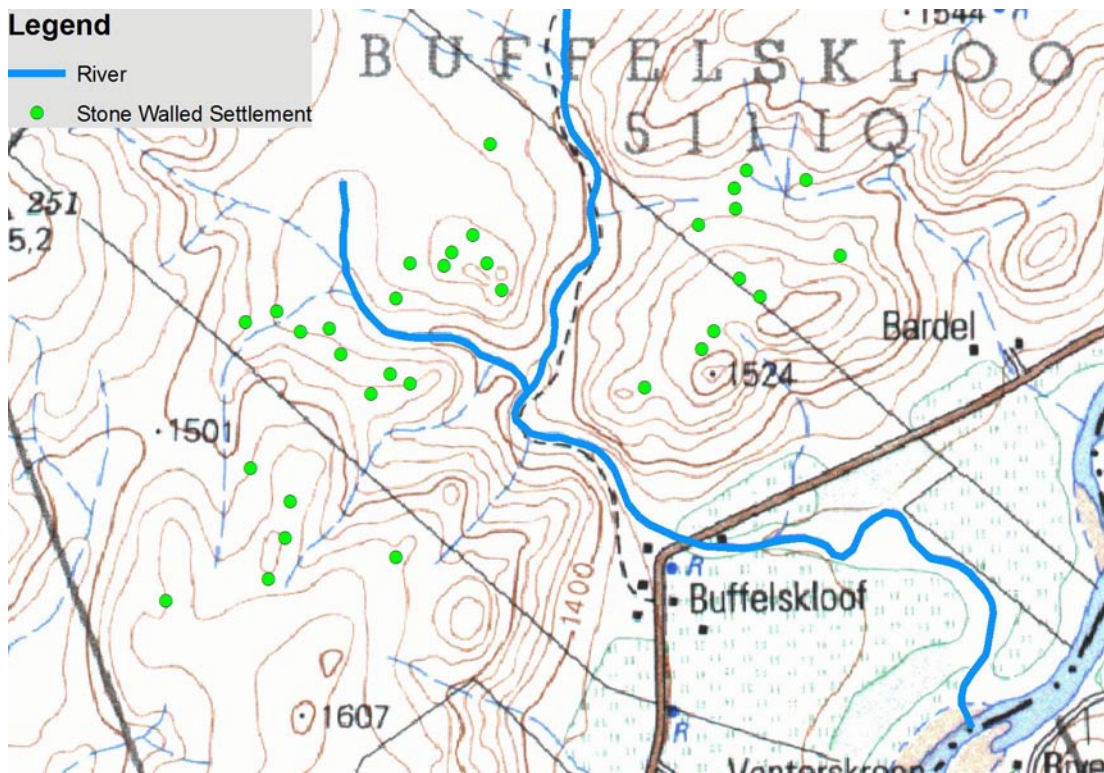 Legend
River
Stone Walled Settlement
1544
R
BUFFELSKLOO
511IQ
251
5,2
Bardel
1524
1501
1400
R
Buffelskloof
1607
R